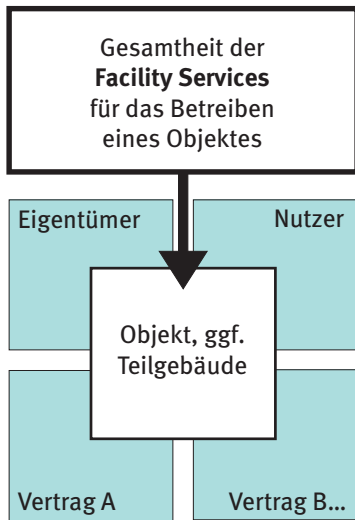 Gesamtheit der
Facility Services
für das Betreiben
eines Objektes
Eigentümer
Nutzer
Objekt, ggf.
Teilgebäude
Vertrag A
Vertrag B...